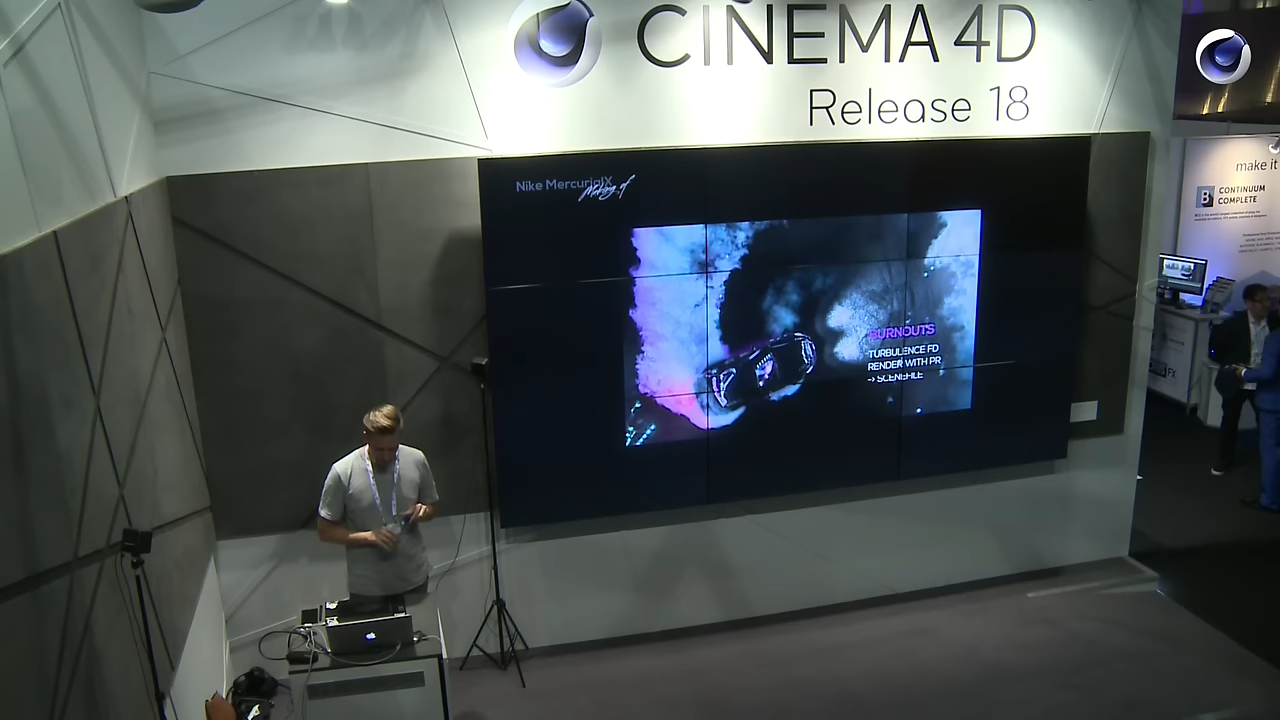 CINEMA 4D
Release 18
Nike MercurialX
Making of
BURNOUTS
TURBULENCE FD
RENDER WITH PR
-> SCENEFILE
make it
B
CONTINUUM
COMPLETE
FX